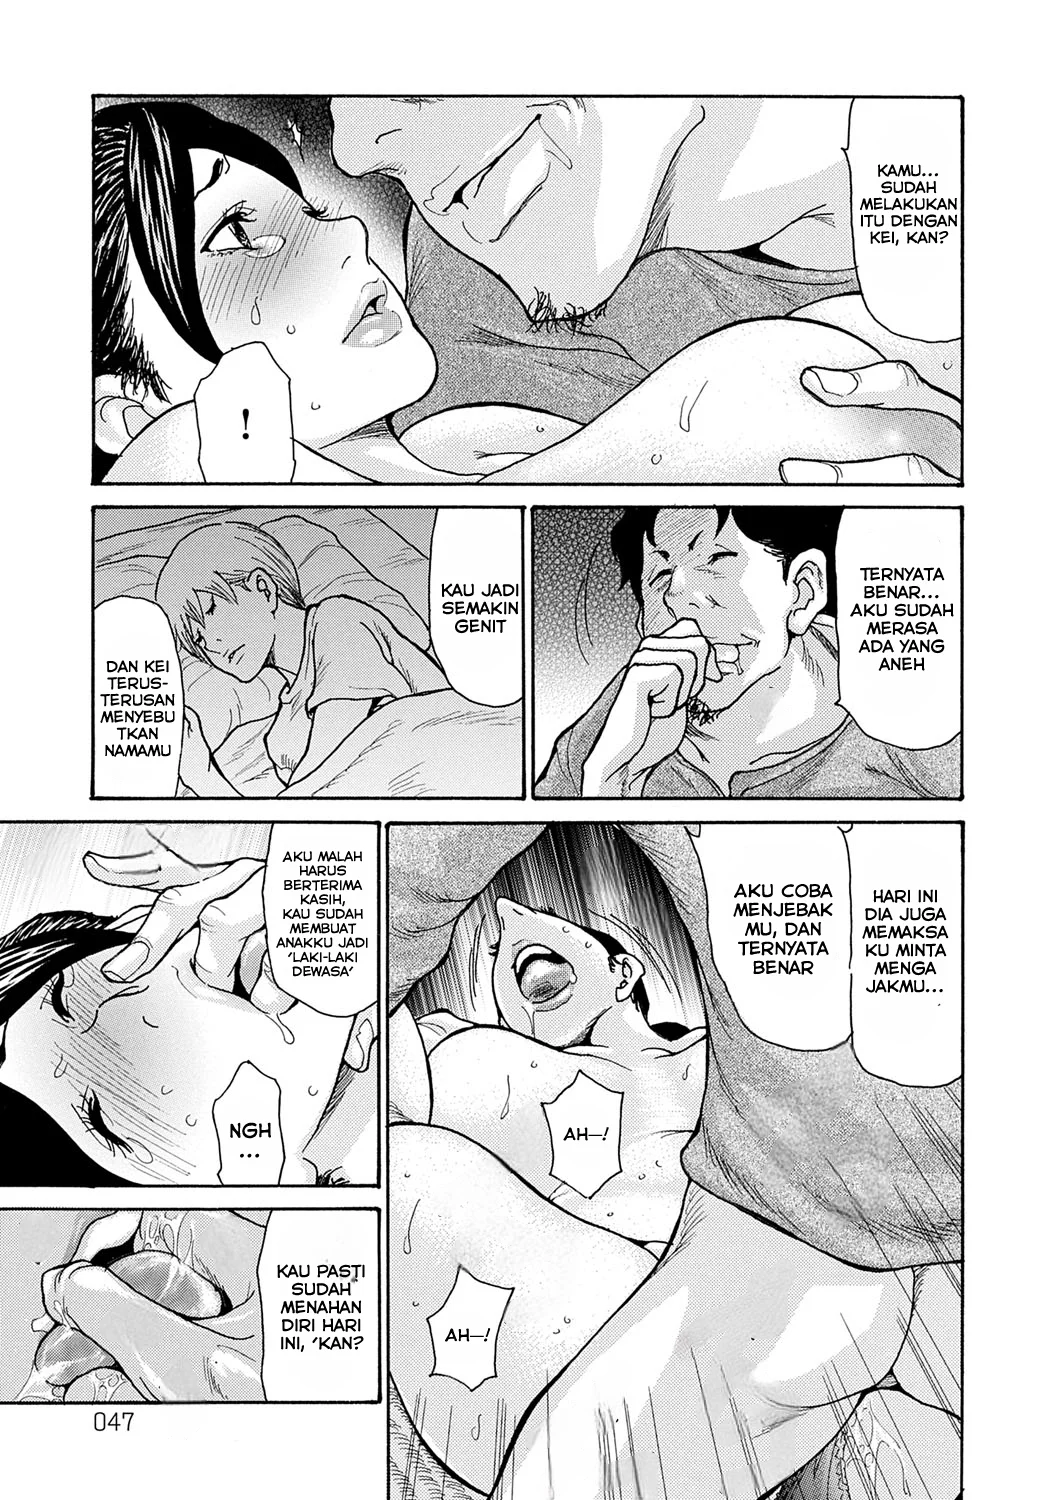 KAMU...
SUDAH
MELAKUKAN
ITU DENGAN
KEI, KAN?
!
TERNYATA
BENAR...
AKU SUDAH
MERASA
ADA YANG
ANEH
KAU JADI
SEMAKIN
GENIT
DAN KEI
TERUS-
TERUSAN
MENYEBU
TKAN
NAMAMU
HARI INI
DIA JUGA
MEMAKSA
KU MINTA
MENGA
JAKMU...
AKU COBA
MENJEBAK
MU, DAN
TERNYATA
BENAR
AH—!
AH—!
AKU MALAH
HARUS
BERTERIMA
KASIH,
KAU SUDAH
MEMBUAT
ANAKKU JADI
'LAKI-LAKI
DEWASA'
NGH
...
KAU PASTI
SUDAH
MENAHAN
DIRI HARI
INI, 'KAN?
047